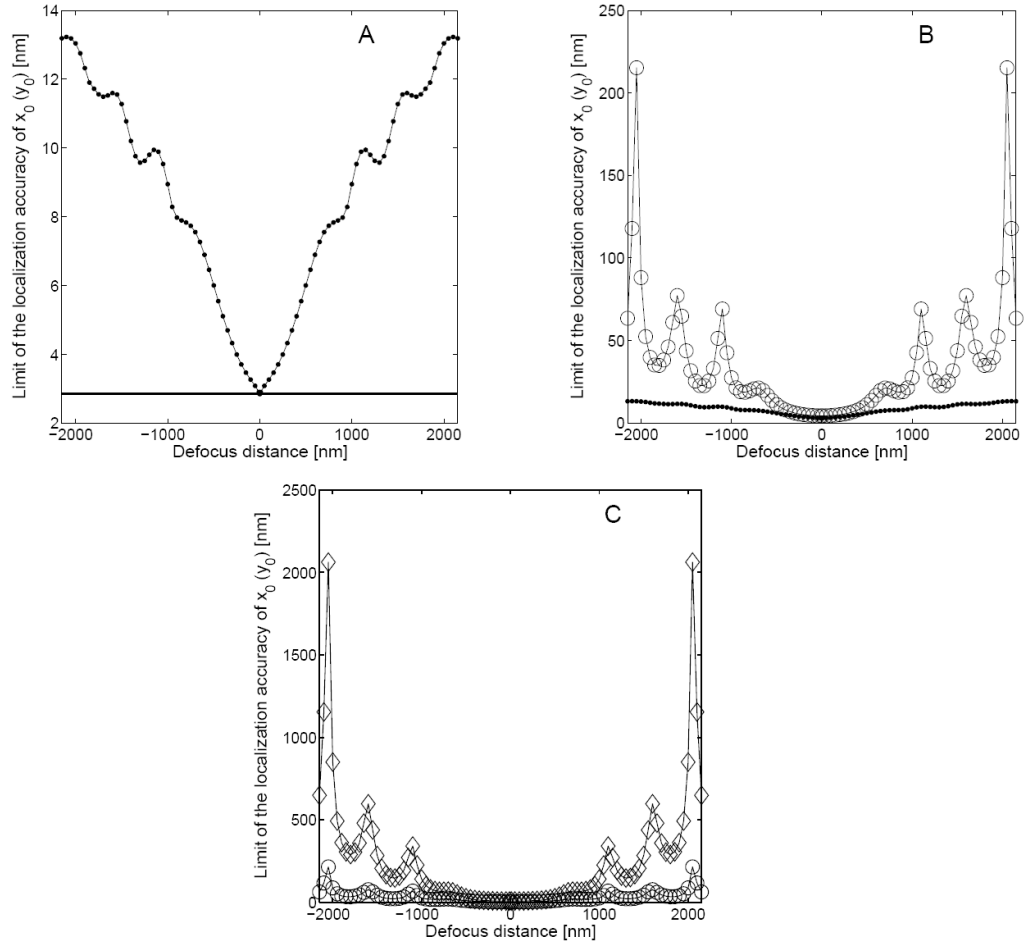 A
Limit of the localization accuracy of x₀ (y₀) [nm]
14
12
10
8
6
4
2
−2000 −1000 0 1000 2000
Defocus distance [nm]
B
Limit of the localization accuracy of x₀ (y₀) [nm]
250
200
150
100
50
0
−2000 −1000 0 1000 2000
Defocus distance [nm]
C
Limit of the localization accuracy of x₀ (y₀) [nm]
2500
2000
1500
1000
500
0
−2000 −1000 0 1000 2000
Defocus distance [nm]